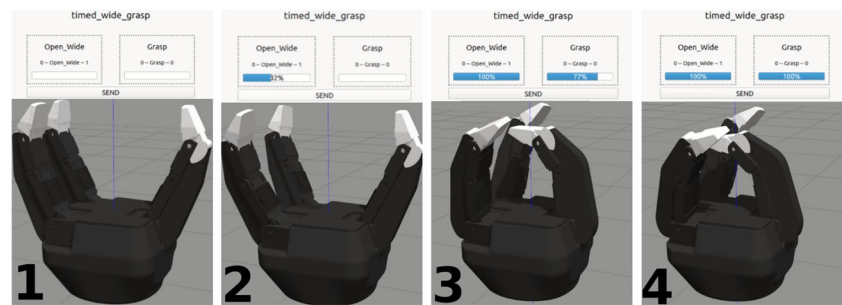 timed_wide_grasp
Open_Wide
Grasp
0 -- Open_Wide -- 1
0 -- Grasp -- 0
SEND
1
timed_wide_grasp
Open_Wide
Grasp
0 -- Open_Wide -- 1
0 -- Grasp -- 0
32%
SEND
2
timed_wide_grasp
Open_Wide
Grasp
0 -- Open_Wide -- 1
0 -- Grasp -- 0
100%
77%
SEND
3
timed_wide_grasp
Open_Wide
Grasp
0 -- Open_Wide -- 1
0 -- Grasp -- 0
100%
100%
SEND
4